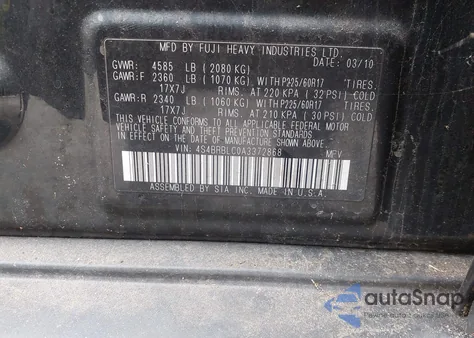 MFD BY FUJI HEAVY INDUSTRIES LTD.
GVWR: 4585 LB (2080 KG) DATE: 03/10
GAWR:F 2360 LB (1070 KG) WITH P225/60R17 TIRES.
17X7J RIMS. AT 220 KPA (32 PSI) COLD
GAWR:R 2340 LB (1060 KG) WITH P225/60R17 TIRES.
17X7J RIMS. AT 210 KPA (30 PSI) COLD
THIS VEHICLE CONFORMS TO ALL APPLICABLE FEDERAL MOTOR
VEHICLE SAFETY, BUMPER, AND THEFT PREVENTION STANDARDS
IN EFFECT ON THE DATE OF MANUFACTURE SHOWN ABOVE.
VIN: 4S4BRBLC0A3372868 MPV
ASSEMBLED BY SIA INC. MADE IN U.S.A.
autoSnap